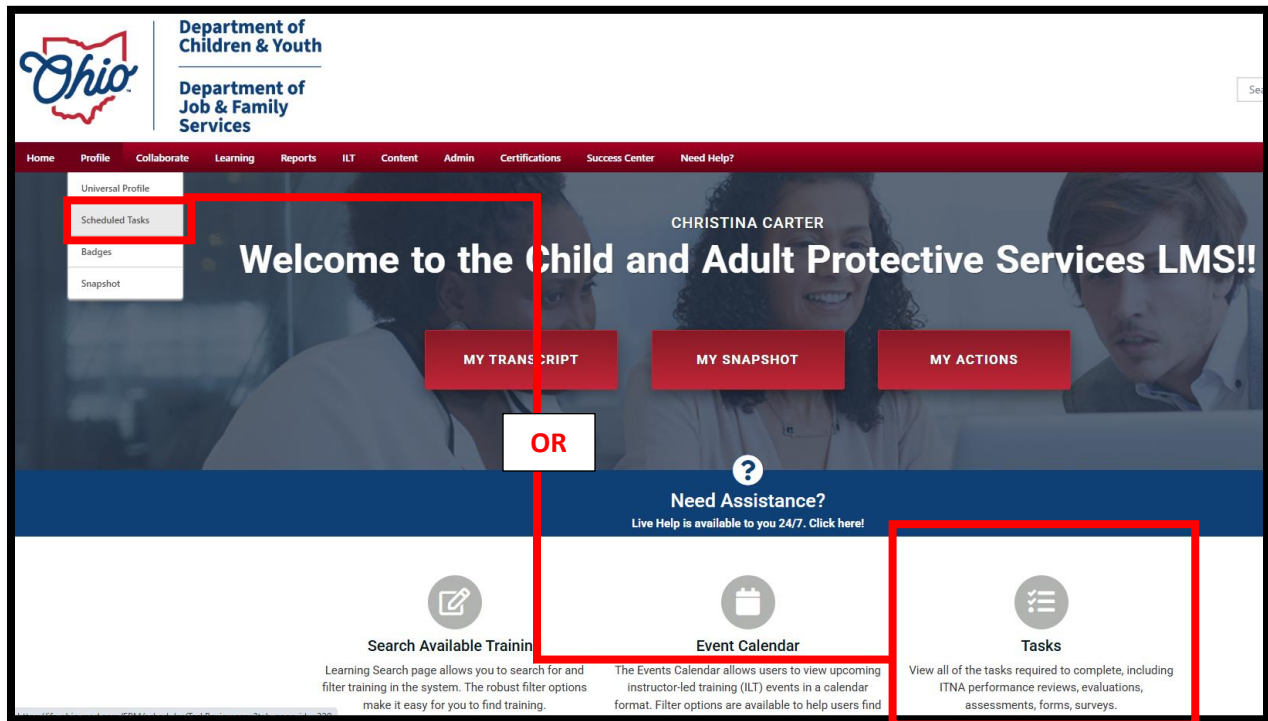 Ohio
Department of
Children & Youth
Department of
Job & Family
Services
Sea
Home Profile Collaborate Learning Reports ILT Content Admin Certifications Success Center Need Help?
Universal Profile
Scheduled Tasks
Badges
Snapshot
CHRISTINA CARTER
Welcome to the Child and Adult Protective Services LMS!!
MY TRANSCRIPT MY SNAPSHOT MY ACTIONS
OR
?
Need Assistance?
Live Help is available to you 24/7. Click here!
Search Available Training
Learning Search page allows you to search for and
filter training in the system. The robust filter options
make it easy for you to find training.
Event Calendar
The Events Calendar allows users to view upcoming
instructor-led training (ILT) events in a calendar
format. Filter options are available to help users find
Tasks
View all of the tasks required to complete, including
ITNA performance reviews, evaluations,
assessments, forms, surveys.